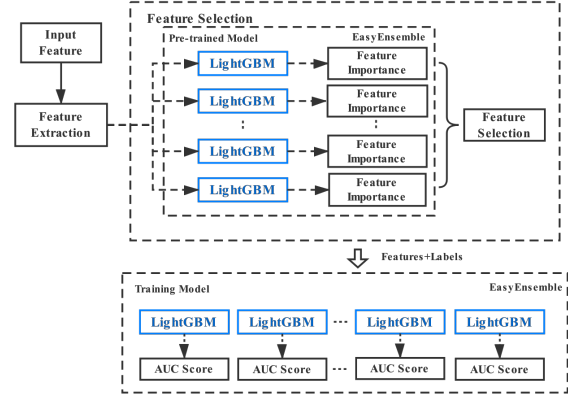 Input
Feature
Feature
Extraction
Feature Selection
Pre-trained Model
EasyEnsemble
LightGBM
Feature
Importance
LightGBM
Feature
Importance
LightGBM
Feature
Importance
LightGBM
Feature
Importance
Feature
Selection
Features+Labels
Training Model
EasyEnsemble
LightGBM
LightGBM
LightGBM
LightGBM
AUC Score
AUC Score
AUC Score
AUC Score